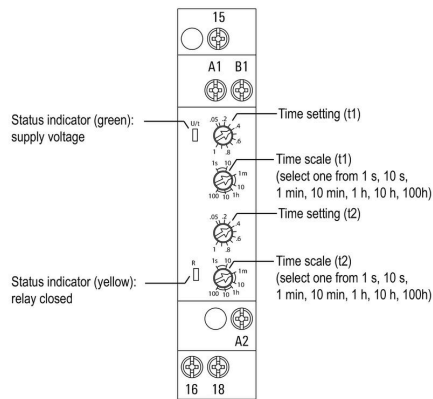 15
A1 B1
Status indicator (green):
supply voltage
U/t
.05 .2 .4 .6 .8 1
Time setting (t1)
1s 10 1m 10 1h 10 100
Time scale (t1)
(select one from 1 s, 10 s,
1 min, 10 min, 1 h, 10 h, 100h)
.05 .2 .4 .6 .8 1
Time setting (t2)
Status indicator (yellow):
relay closed
R
1s 10 1m 10 1h 10 100
Time scale (t2)
(select one from 1 s, 10 s,
1 min, 10 min, 1 h, 10 h, 100h)
A2
16 18